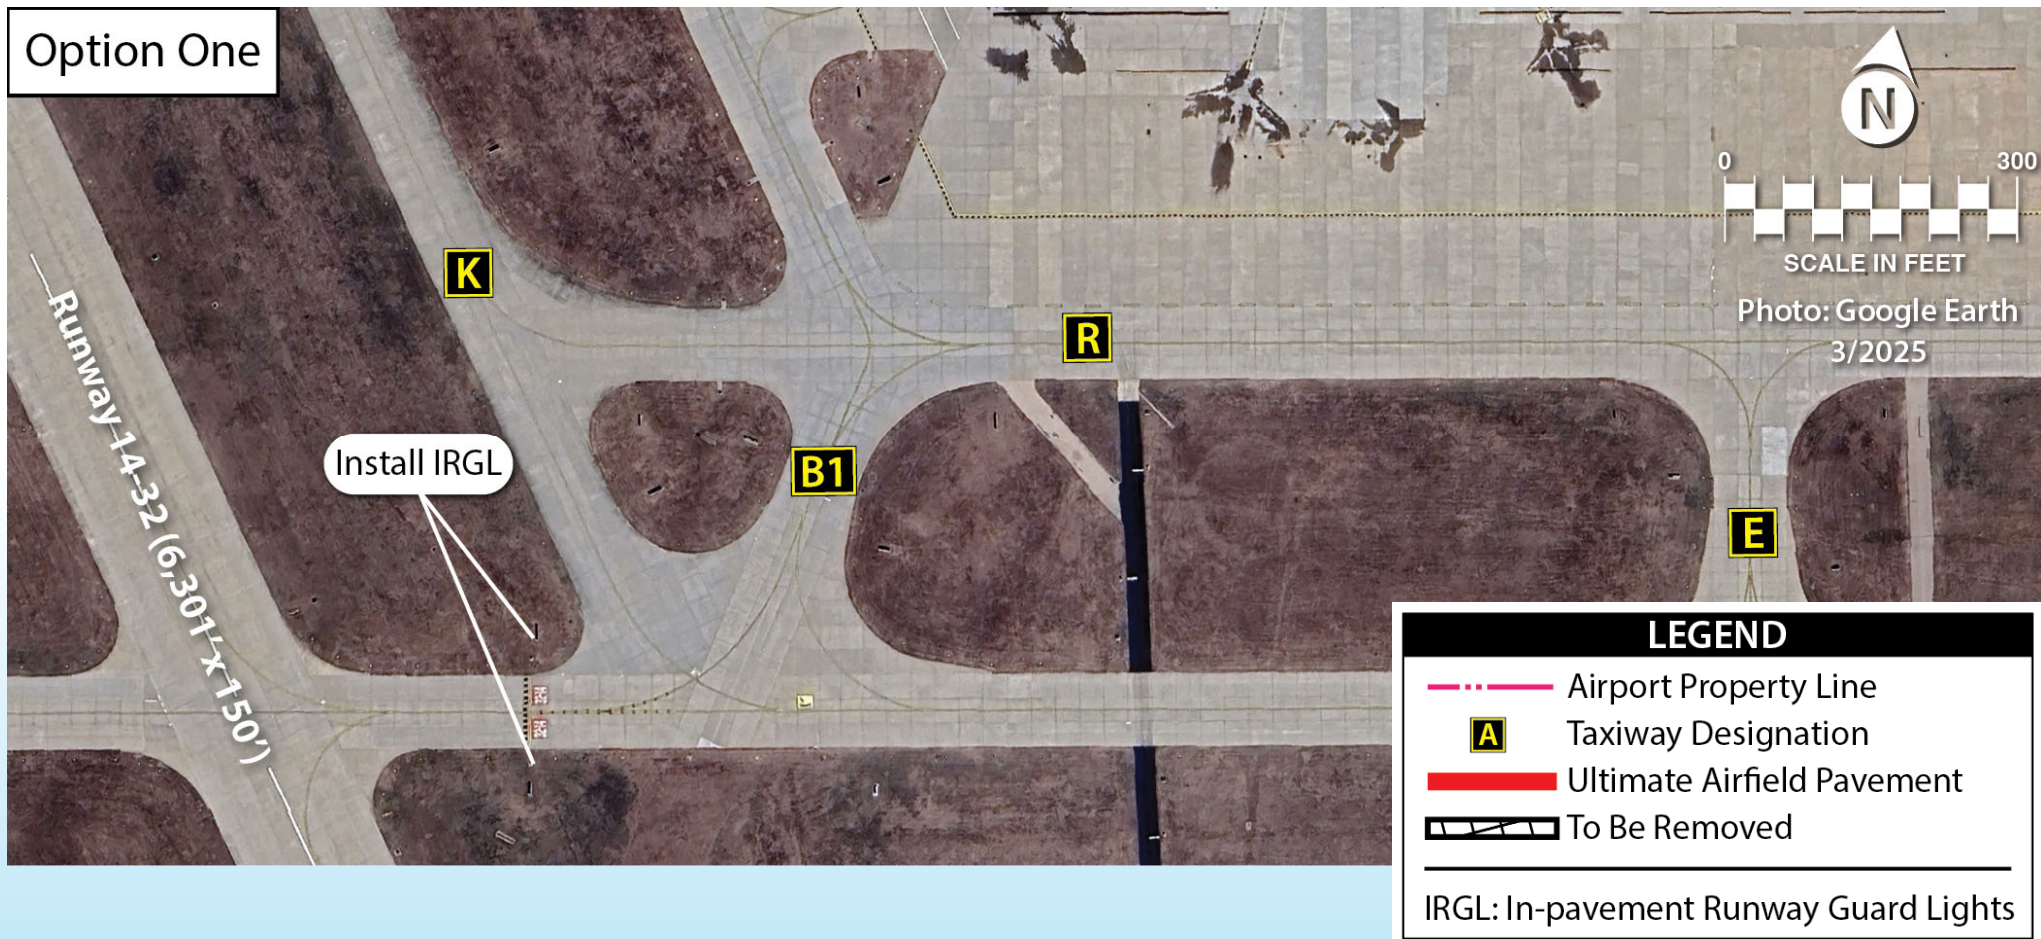 Option One
N
0 300
SCALE IN FEET
Photo: Google Earth
3/2025
K
R
Runway 14-32 (6,301' x 150')
Install IRGL
B1
E
LEGEND
Airport Property Line
A Taxiway Designation
Ultimate Airfield Pavement
To Be Removed
IRGL: In-pavement Runway Guard Lights